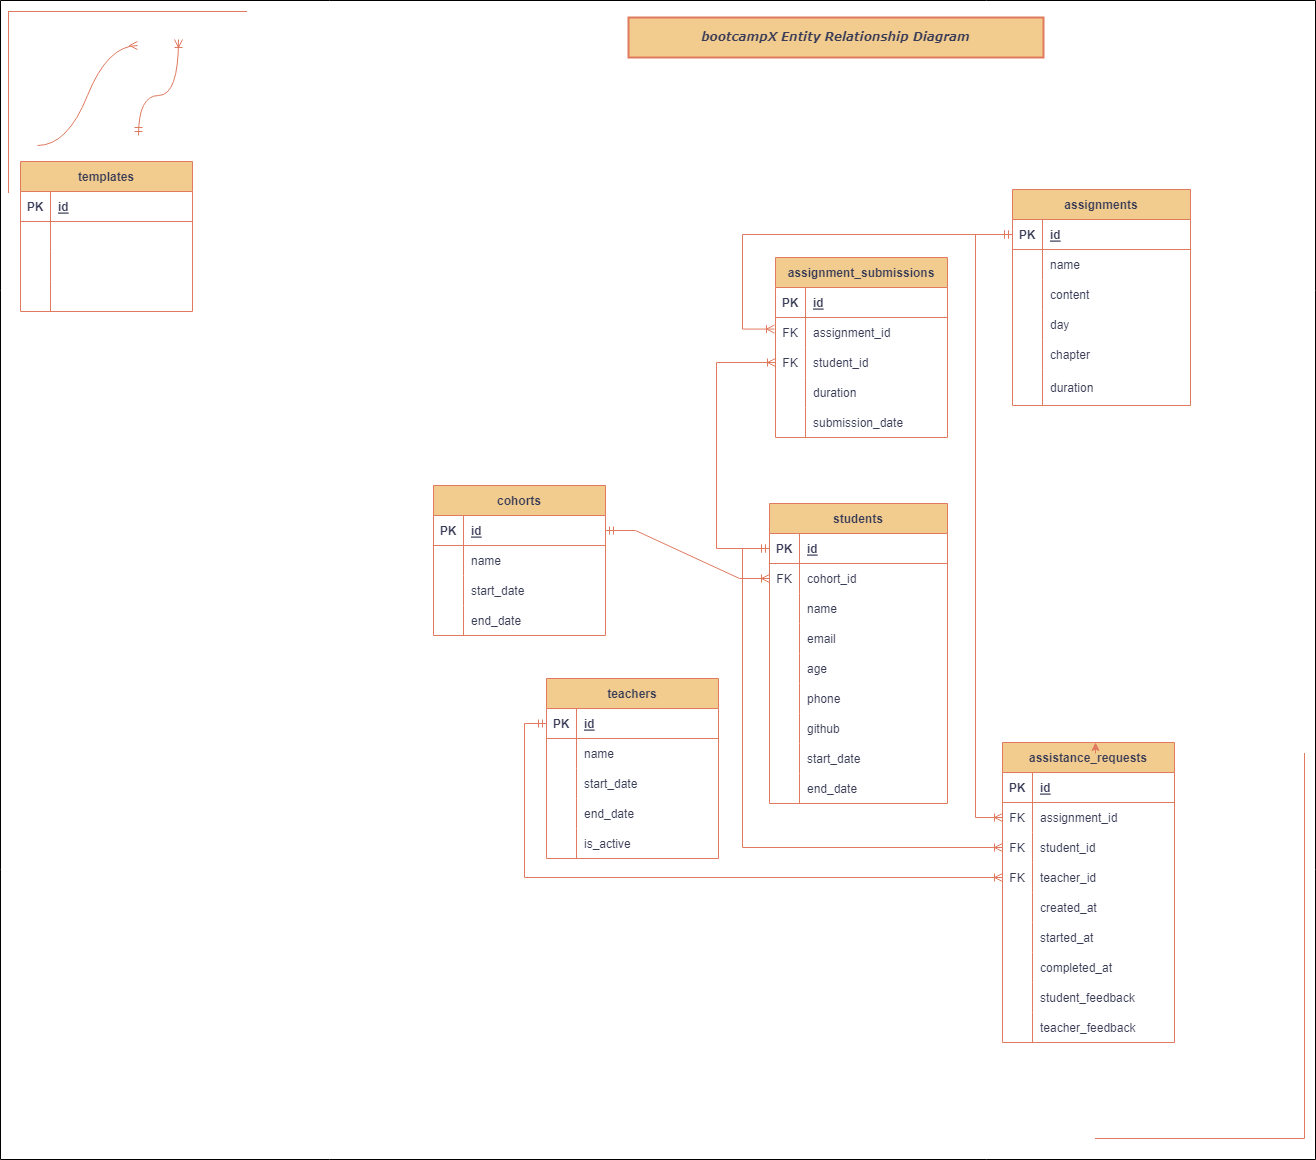 bootcampX Entity Relationship Diagram
templates
PK id
assignments
PK id
name
content
day
chapter
duration
assignment_submissions
PK id
FK assignment_id
FK student_id
duration
submission_date
cohorts
PK id
name
start_date
end_date
students
PK id
FK cohort_id
name
email
age
phone
github
start_date
end_date
teachers
PK id
name
start_date
end_date
is_active
assistance_requests
PK id
FK assignment_id
FK student_id
FK teacher_id
created_at
started_at
completed_at
student_feedback
teacher_feedback